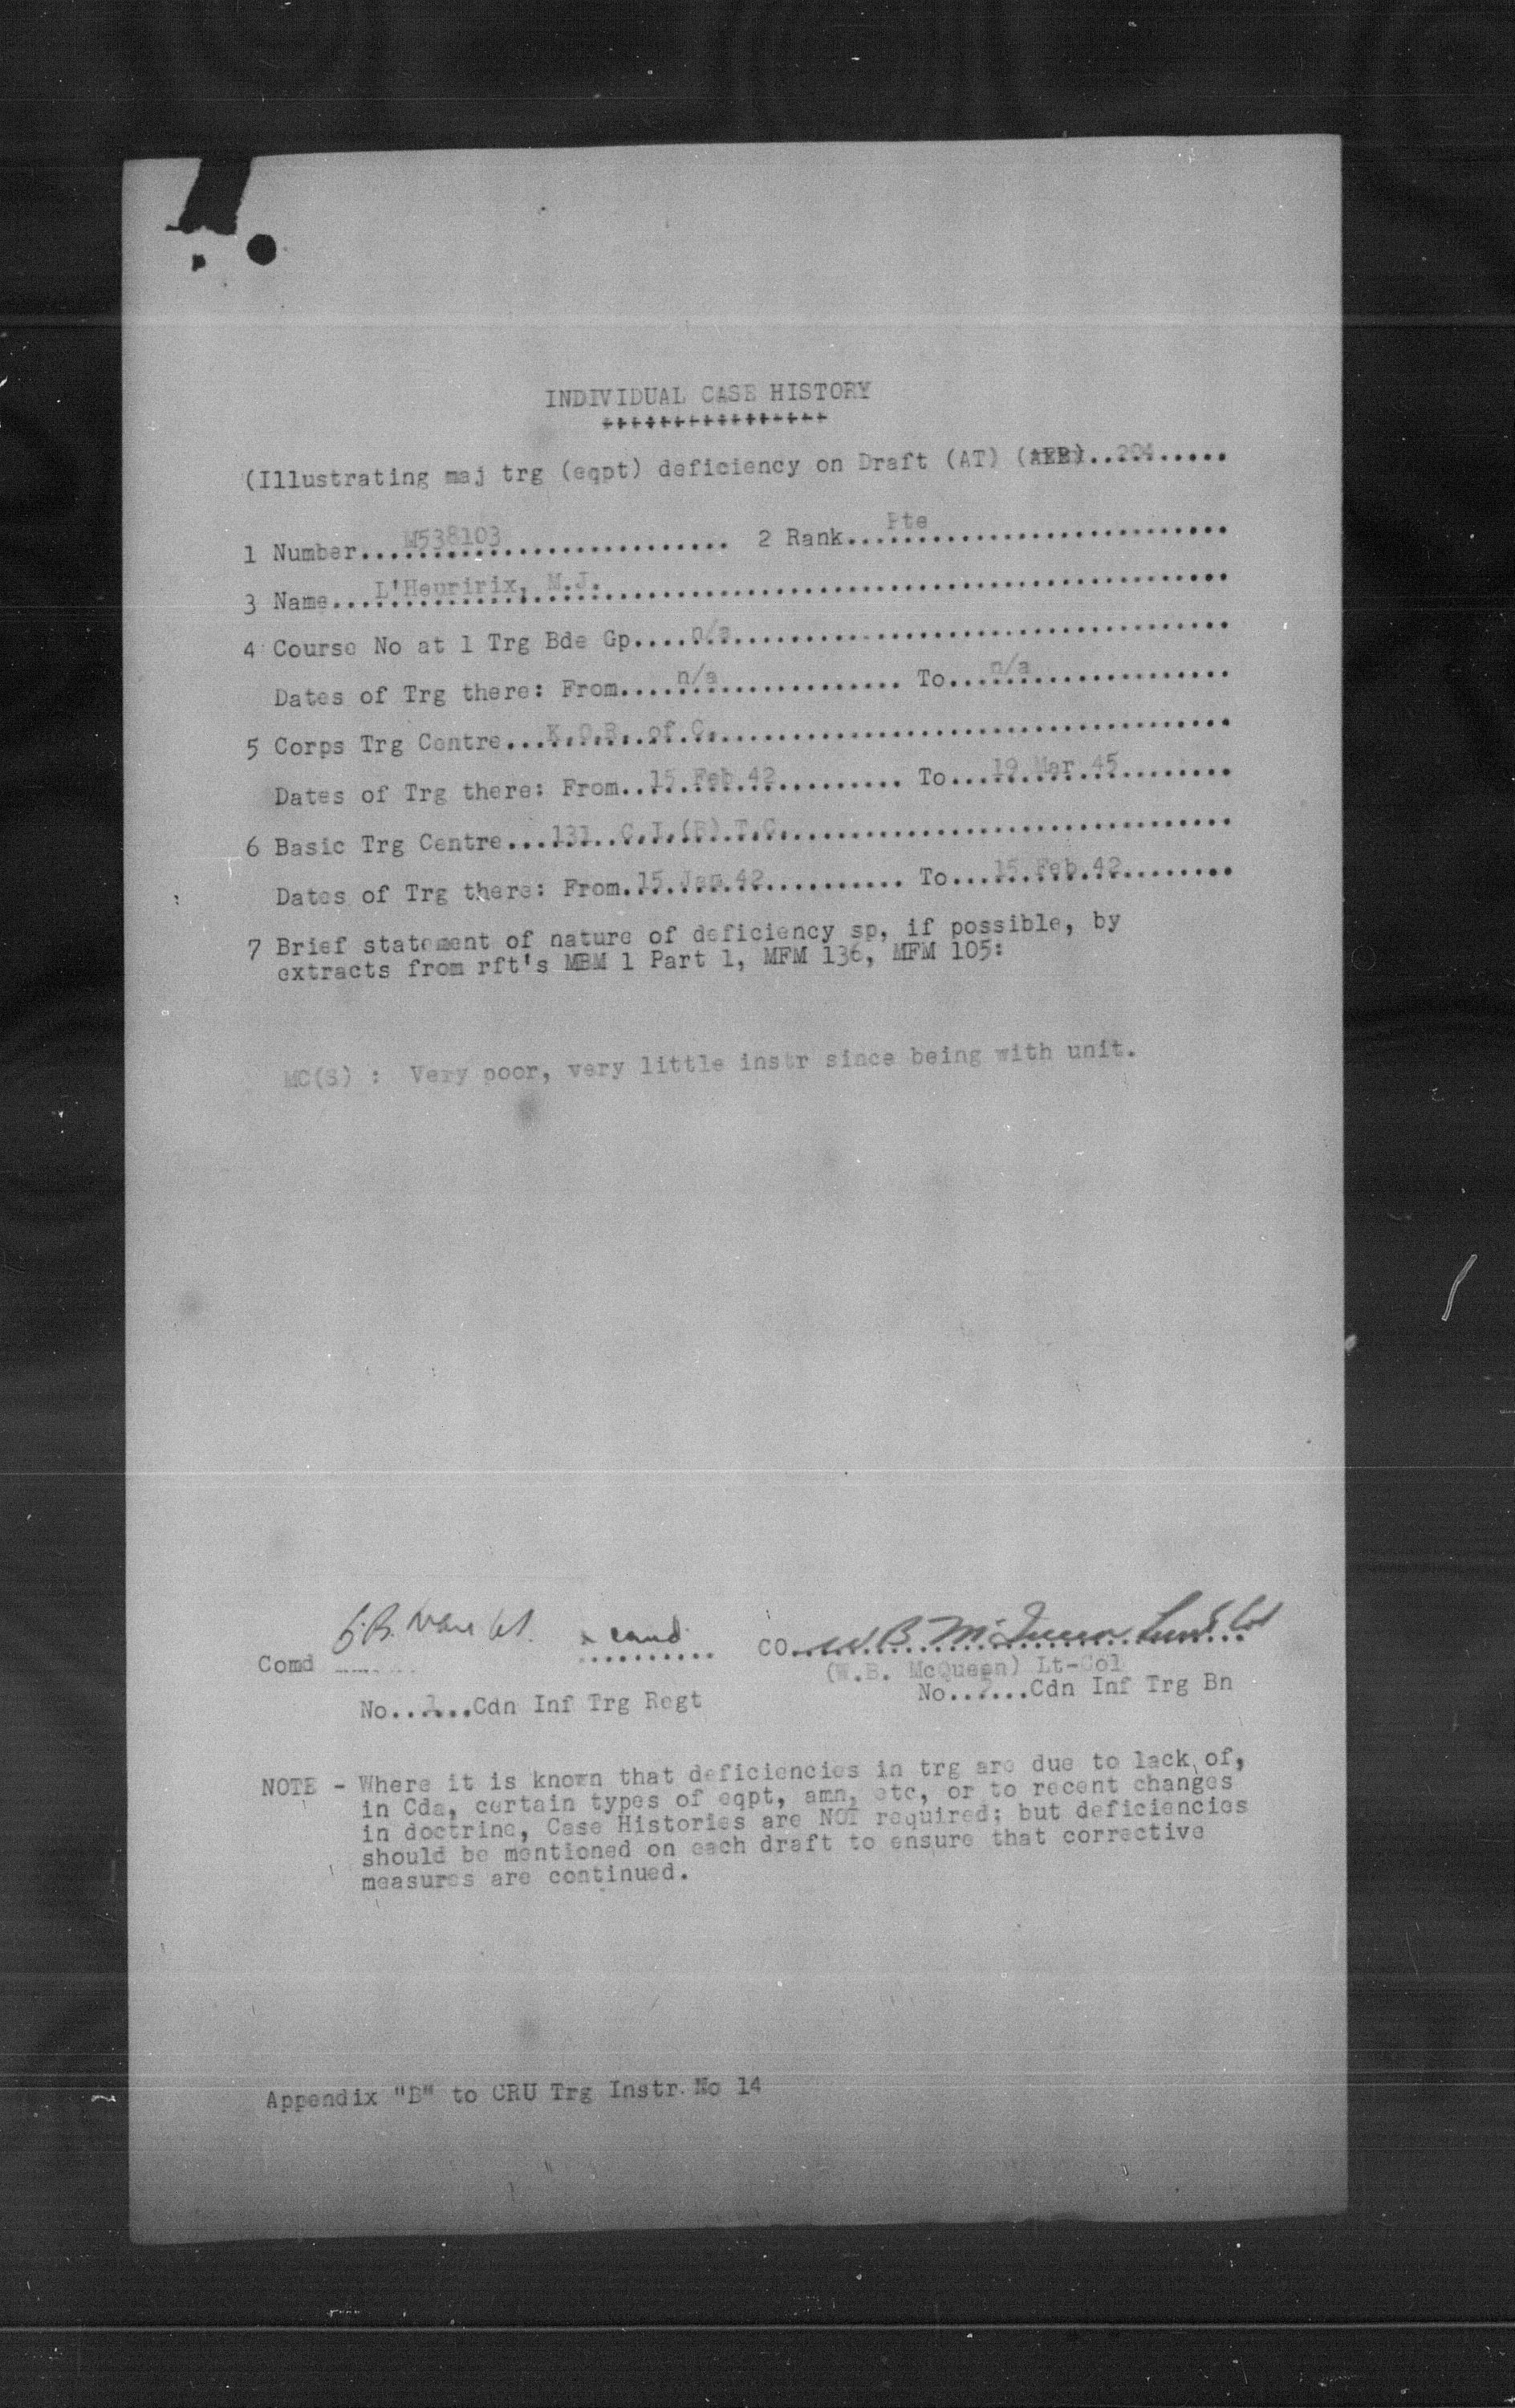 INDIVIDUAL CASE HISTORY
++++++++++++++++
(Illustrating maj trg (eqpt) deficiency on Draft (AT) (AER)...204.....
1 Number....M538103.................... 2 Rank....Pte......................
3 Name....L'Heuririx, M.J.............................................
4 Course No at 1 Trg Bde Gp....n/a..................................
Dates of Trg there: From....n/a................ To....n/a...............
5 Corps Trg Centre....K.O.R. of C...................................
Dates of Trg there: From..15 Feb 42......... To....19 Mar 45........
6 Basic Trg Centre....131 C.I.(B).T.C...............................
Dates of Trg there: From.15 Jan 42.......... To....15 Feb 42........
7 Brief statement of nature of deficiency sp, if possible, by
extracts from rft's MBM 1 Part 1, MFM 136, MFM 105:
MC(S) : Very poor, very little instr since being with unit.
Comd .......... CO....W.B. McQueen Lieut Col...
(W.B. McQueen) Lt-Col
No...1...Cdn Inf Trg Regt No...2...Cdn Inf Trg Bn
NOTE - Where it is known that deficiencies in trg are due to lack of,
in Cda, certain types of eqpt, amn, etc, or to recent changes
in doctrine, Case Histories are NOT required; but deficiencies
should be mentioned on each draft to ensure that corrective
measures are continued.
Appendix "B" to CRU Trg Instr. No 14